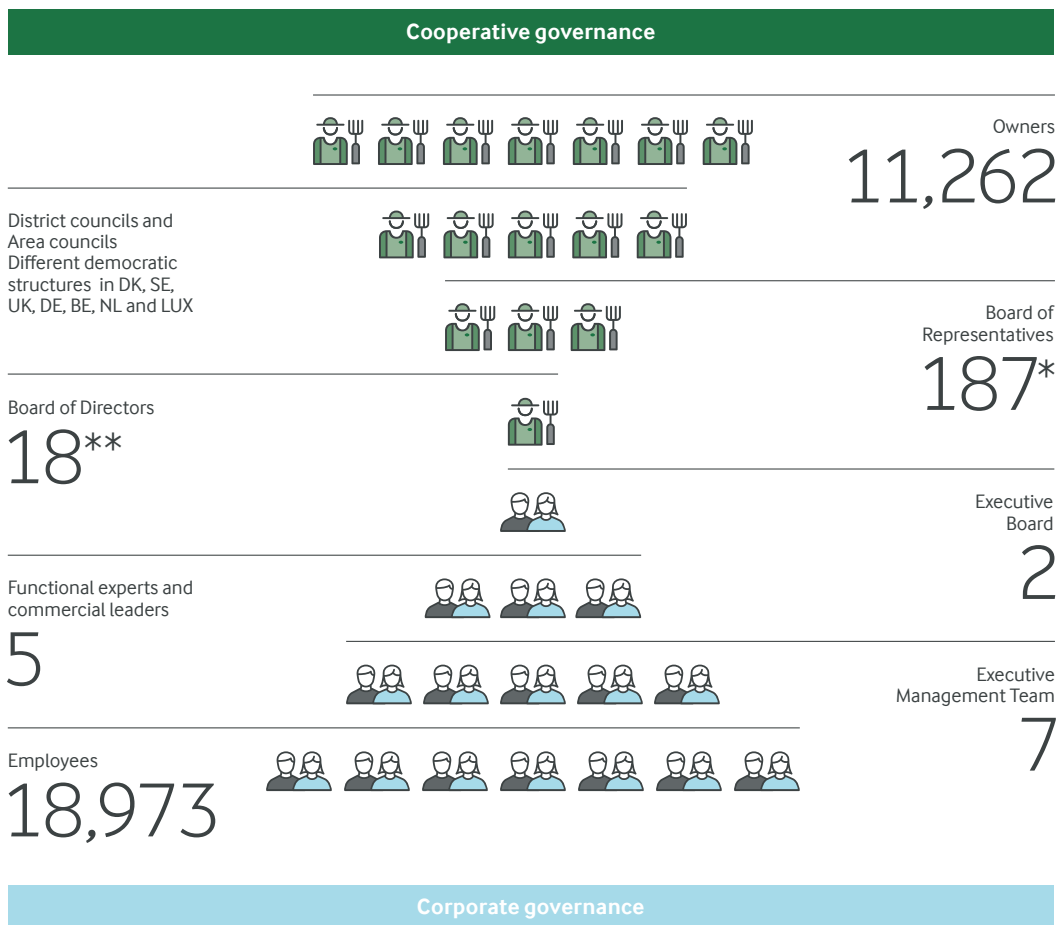 Cooperative governance
Owners
11,262
District councils and
Area councils
Different democratic
structures in DK, SE,
UK, DE, BE, NL and LUX
Board of
Representatives
187*
Board of Directors
18**
Executive
Board
2
Functional experts and
commercial leaders
5
Executive
Management Team
7
Employees
18,973
Corporate governance